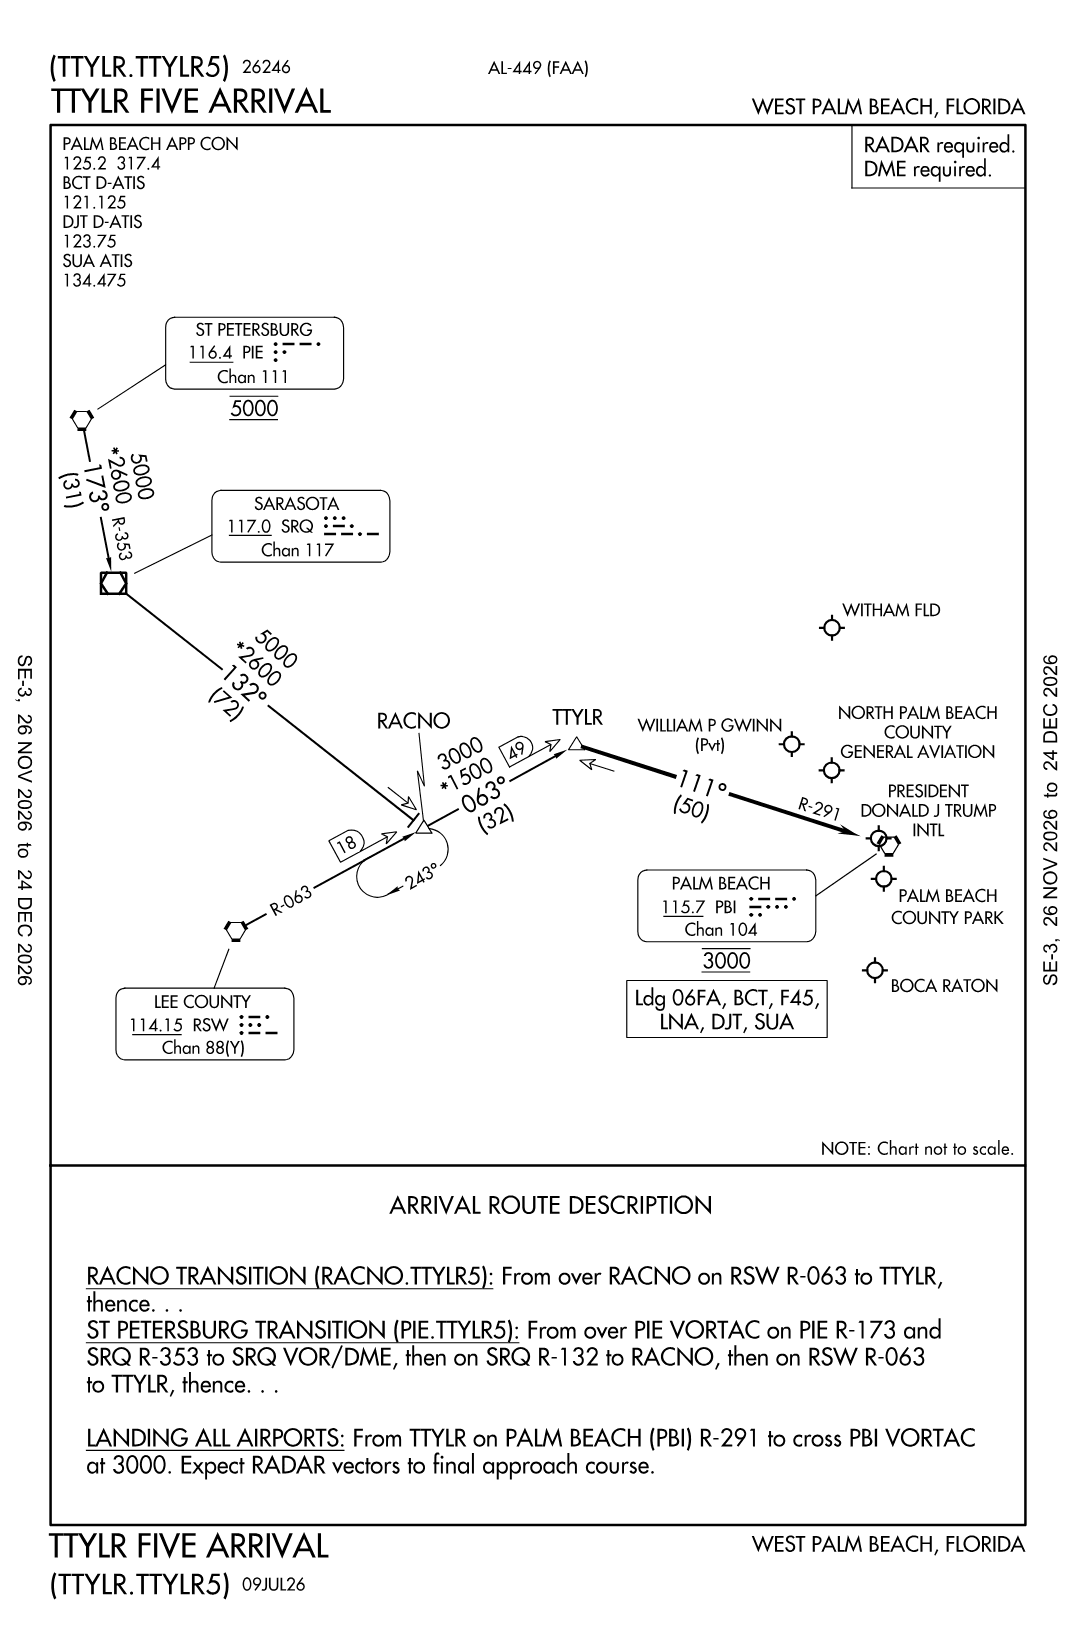 (TTYLR.TTYLR5) 26246
AL-449 (FAA)
TTYLR FIVE ARRIVAL
WEST PALM BEACH, FLORIDA
PALM BEACH APP CON
125.2 317.4
BCT D-ATIS
121.125
DJT D-ATIS
123.75
SUA ATIS
134.475
RADAR required.
DME required.
ST PETERSBURG
116.4 PIE
Chan 111
5000
5000
*2600
173°
(31)
R-353
SARASOTA
117.0 SRQ
Chan 117
5000
*2600
132°
(72)
WITHAM FLD
RACNO
TTYLR
3000
*1500
063°
(32)
49
WILLIAM P GWINN
(Pvt)
NORTH PALM BEACH
COUNTY
GENERAL AVIATION
111°
(50)
R-291
PRESIDENT
DONALD J TRUMP
INTL
18
243°
R-063
PALM BEACH
115.7 PBI
Chan 104
3000
PALM BEACH
COUNTY PARK
BOCA RATON
Ldg 06FA, BCT, F45,
LNA, DJT, SUA
LEE COUNTY
114.15 RSW
Chan 88(Y)
SE-3, 26 NOV 2026 to 24 DEC 2026
SE-3, 26 NOV 2026 to 24 DEC 2026
NOTE: Chart not to scale.
ARRIVAL ROUTE DESCRIPTION
RACNO TRANSITION (RACNO.TTYLR5): From over RACNO on RSW R-063 to TTYLR,
thence. . .
ST PETERSBURG TRANSITION (PIE.TTYLR5): From over PIE VORTAC on PIE R-173 and
SRQ R-353 to SRQ VOR/DME, then on SRQ R-132 to RACNO, then on RSW R-063
to TTYLR, thence. . .
LANDING ALL AIRPORTS: From TTYLR on PALM BEACH (PBI) R-291 to cross PBI VORTAC
at 3000. Expect RADAR vectors to final approach course.
TTYLR FIVE ARRIVAL
WEST PALM BEACH, FLORIDA
(TTYLR.TTYLR5) 09JUL26